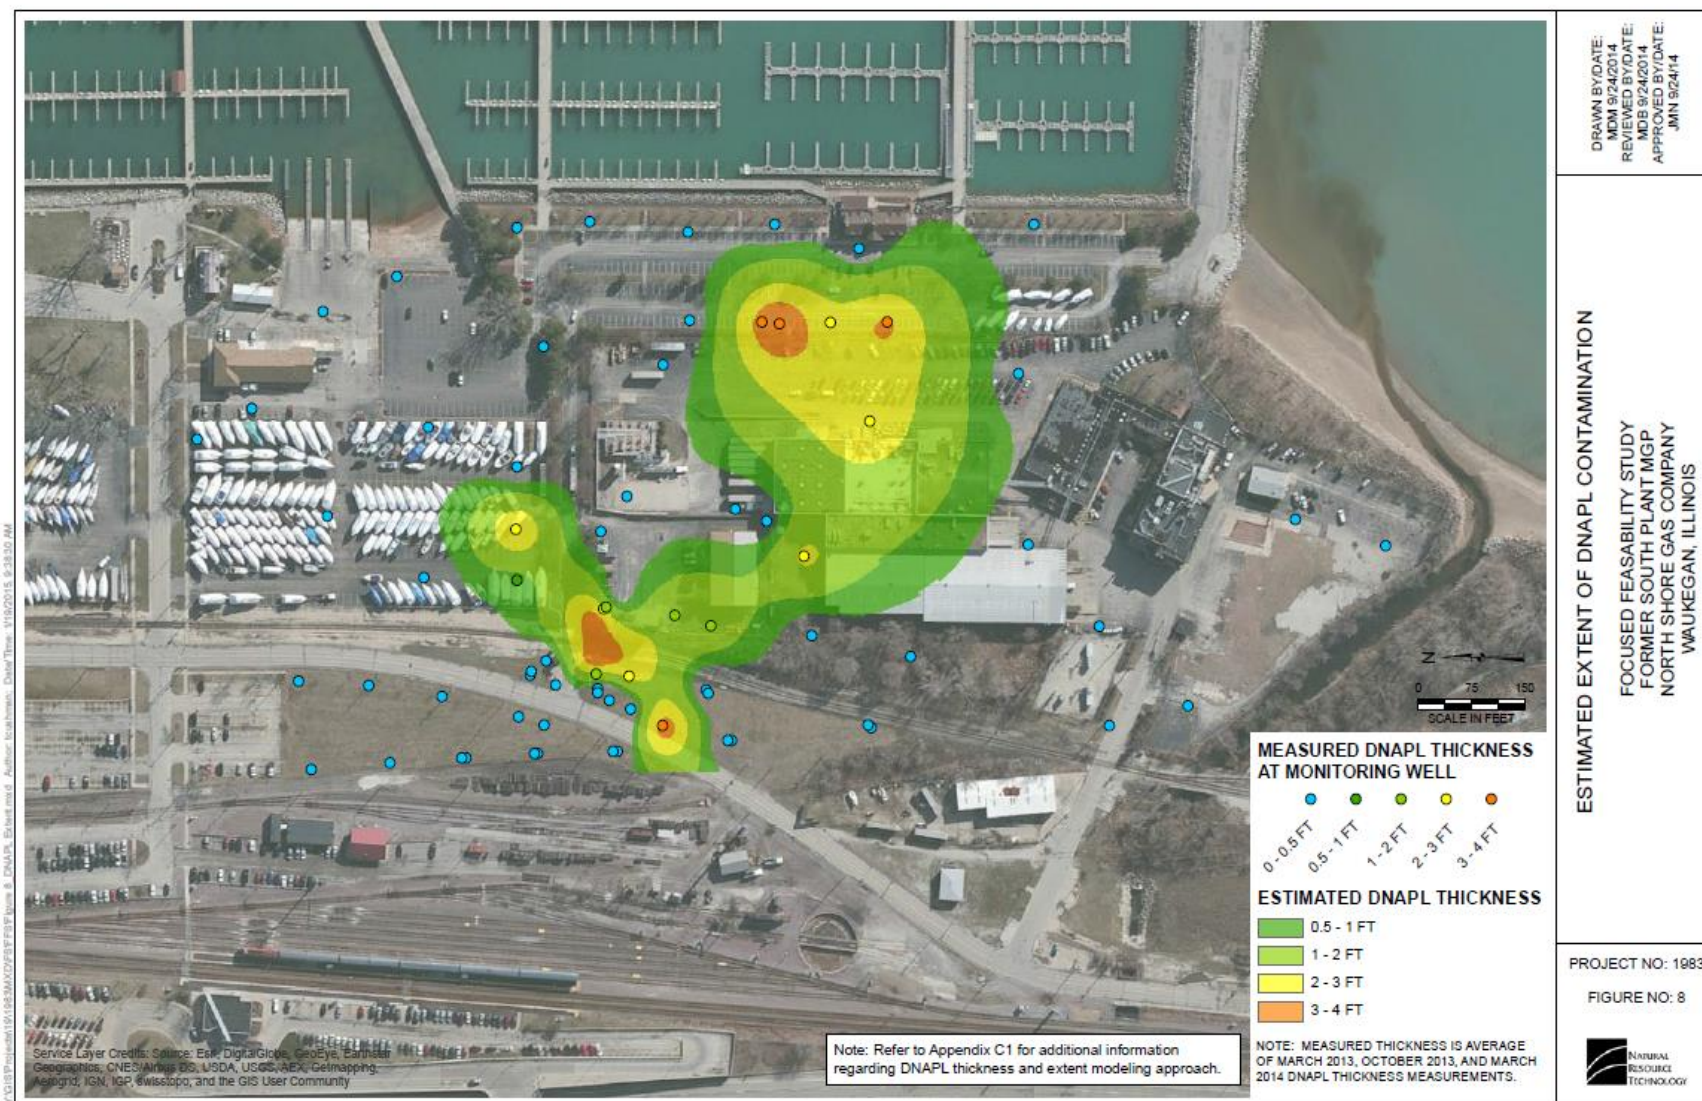 DRAWN BY/DATE:
MDM 9/24/2014
REVIEWED BY/DATE:
MDB 9/24/2014
APPROVED BY/DATE:
JMN 9/24/14
ESTIMATED EXTENT OF DNAPL CONTAMINATION
FOCUSED FEASABILITY STUDY
FORMER SOUTH PLANT MGP
NORTH SHORE GAS COMPANY
WAUKEGAN, ILLINOIS
PROJECT NO: 1983
FIGURE NO: 8
NATURAL
RESOURCE
TECHNOLOGY
N
0 75 150
SCALE IN FEET
MEASURED DNAPL THICKNESS
AT MONITORING WELL
0 - 0.5 FT
0.5 - 1 FT
1 - 2 FT
2 - 3 FT
3 - 4 FT
ESTIMATED DNAPL THICKNESS
0.5 - 1 FT
1 - 2 FT
2 - 3 FT
3 - 4 FT
NOTE: MEASURED THICKNESS IS AVERAGE
OF MARCH 2013, OCTOBER 2013, AND MARCH
2014 DNAPL THICKNESS MEASUREMENTS.
Note: Refer to Appendix C1 for additional information
regarding DNAPL thickness and extent modeling approach.
Service Layer Credits: Source: Esri, DigitalGlobe, GeoEye, Earthstar
Geographics, CNES/Airbus DS, USDA, USGS, AEX, Getmapping,
Aerogrid, IGN, IGP, swisstopo, and the GIS User Community